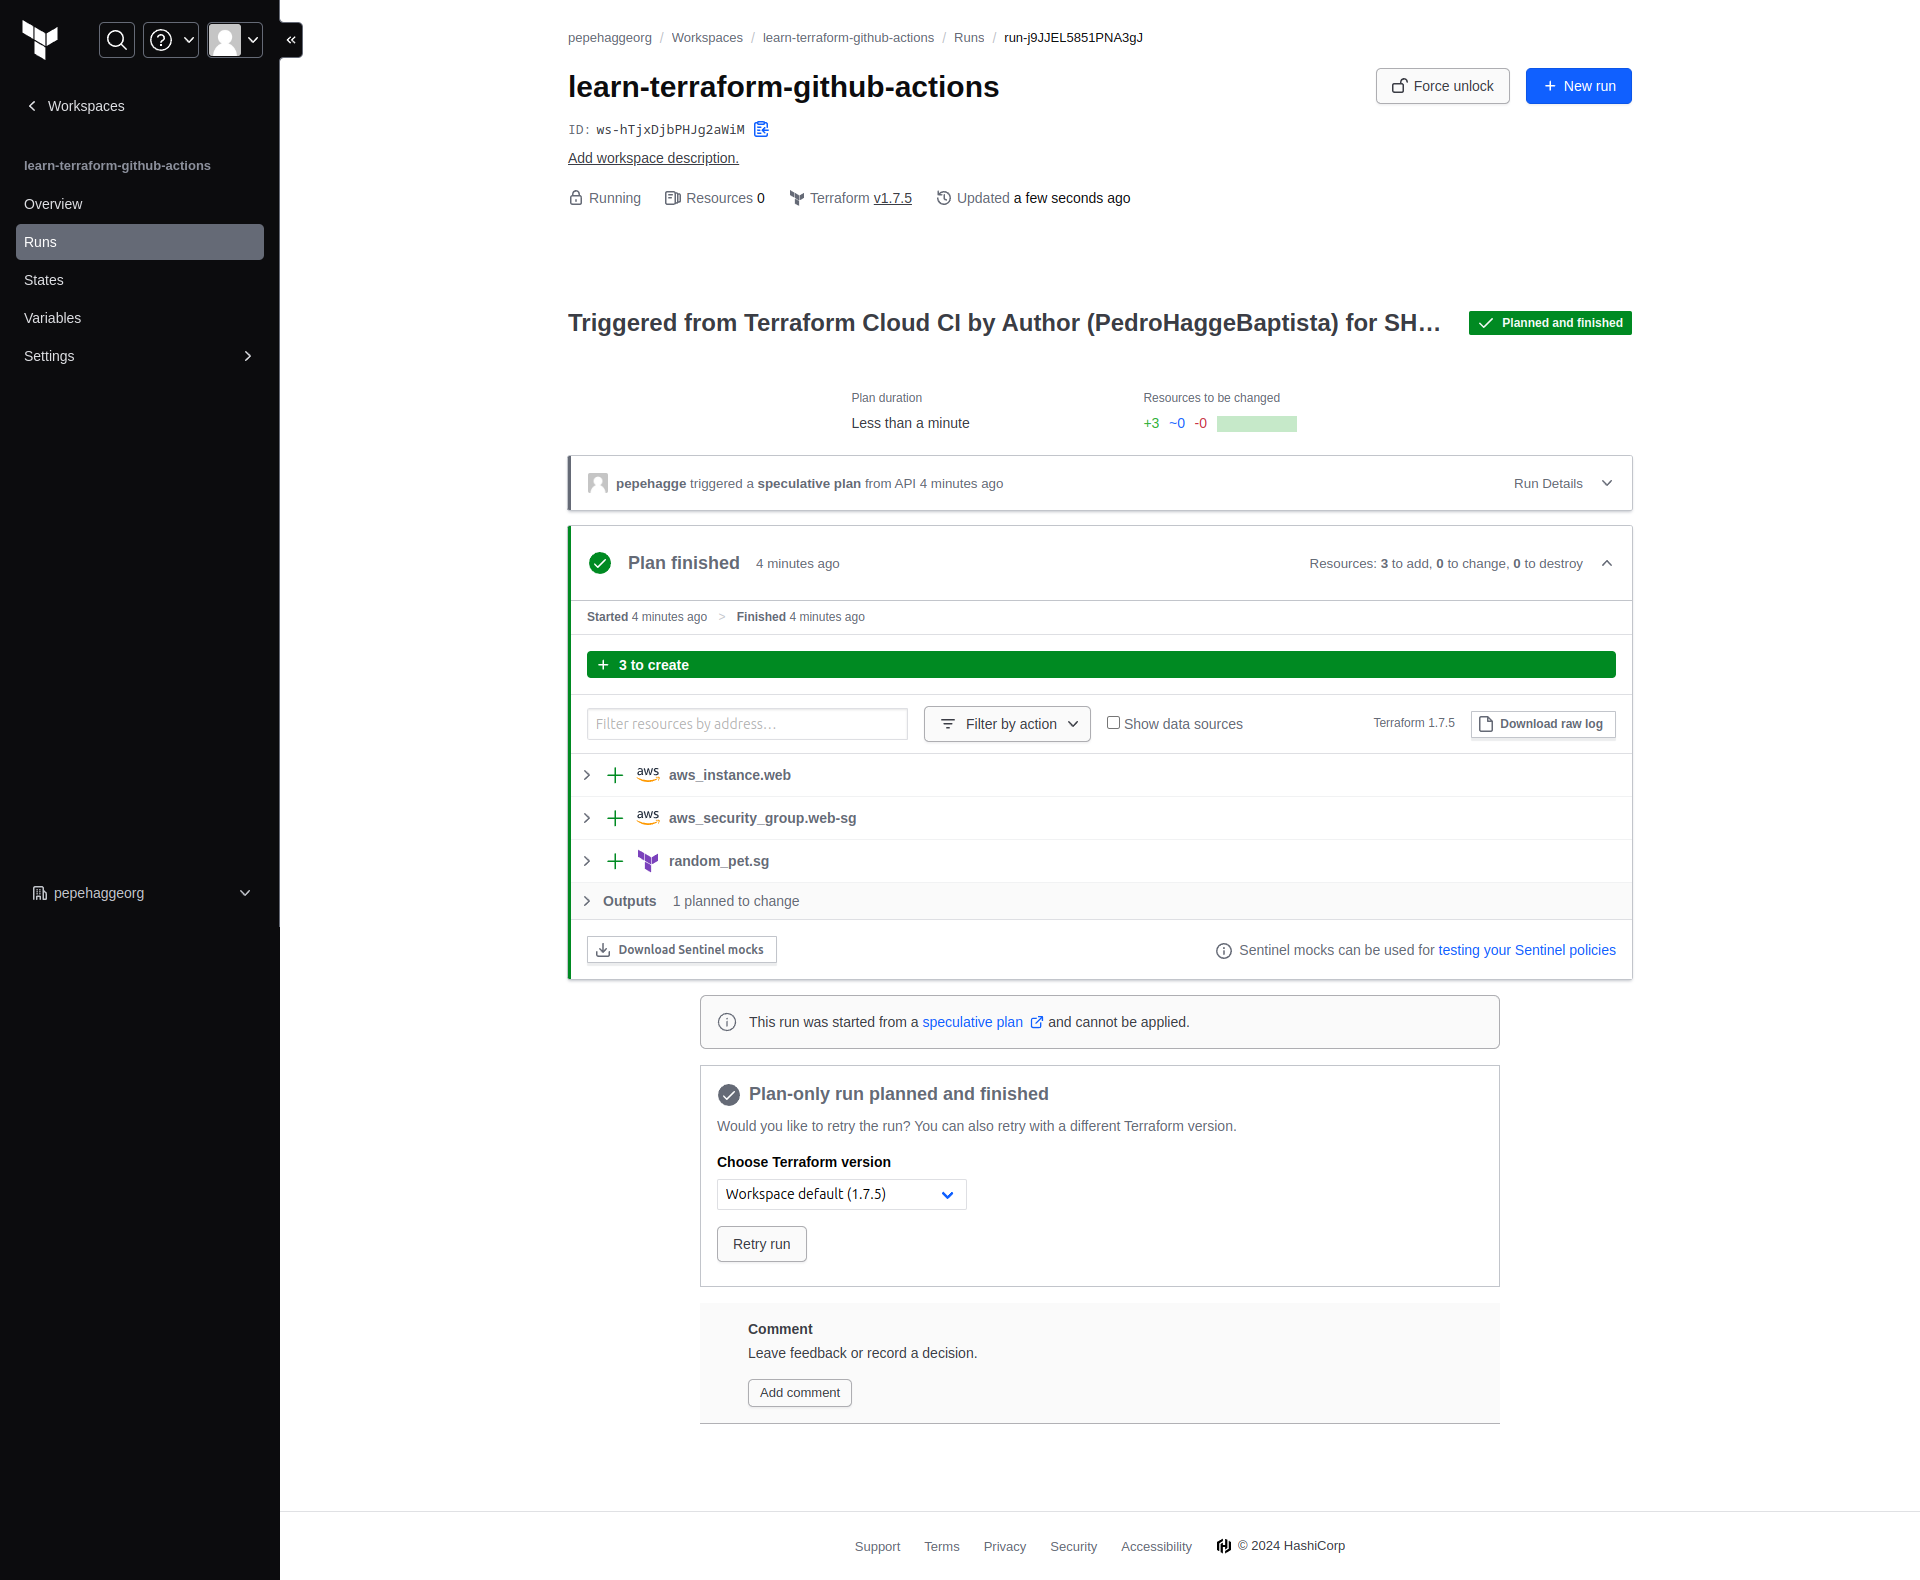 Workspaces
learn-terraform-github-actions
Overview
Runs
States
Variables
Settings
pepehaggeorg
pepehaggeorg / Workspaces / learn-terraform-github-actions / Runs / run-j9JJEL5851PNA3gJ
learn-terraform-github-actions
Force unlock
+ New run
ID: ws-hTjxDjbPHJg2aWiM
Add workspace description.
Running Resources 0 Terraform v1.7.5 Updated a few seconds ago
Triggered from Terraform Cloud CI by Author (PedroHaggeBaptista) for SH…
Planned and finished
Plan duration
Less than a minute
Resources to be changed
+3 ~0 -0
pepehagge triggered a speculative plan from API 4 minutes ago
Run Details
Plan finished 4 minutes ago
Resources: 3 to add, 0 to change, 0 to destroy
Started 4 minutes ago > Finished 4 minutes ago
+ 3 to create
Filter resources by address...
Filter by action
Show data sources
Terraform 1.7.5
Download raw log
aws aws_instance.web
aws aws_security_group.web-sg
random_pet.sg
Outputs 1 planned to change
Download Sentinel mocks
Sentinel mocks can be used for testing your Sentinel policies
This run was started from a speculative plan and cannot be applied.
Plan-only run planned and finished
Would you like to retry the run? You can also retry with a different Terraform version.
Choose Terraform version
Workspace default (1.7.5)
Retry run
Comment
Leave feedback or record a decision.
Add comment
Support Terms Privacy Security Accessibility © 2024 HashiCorp